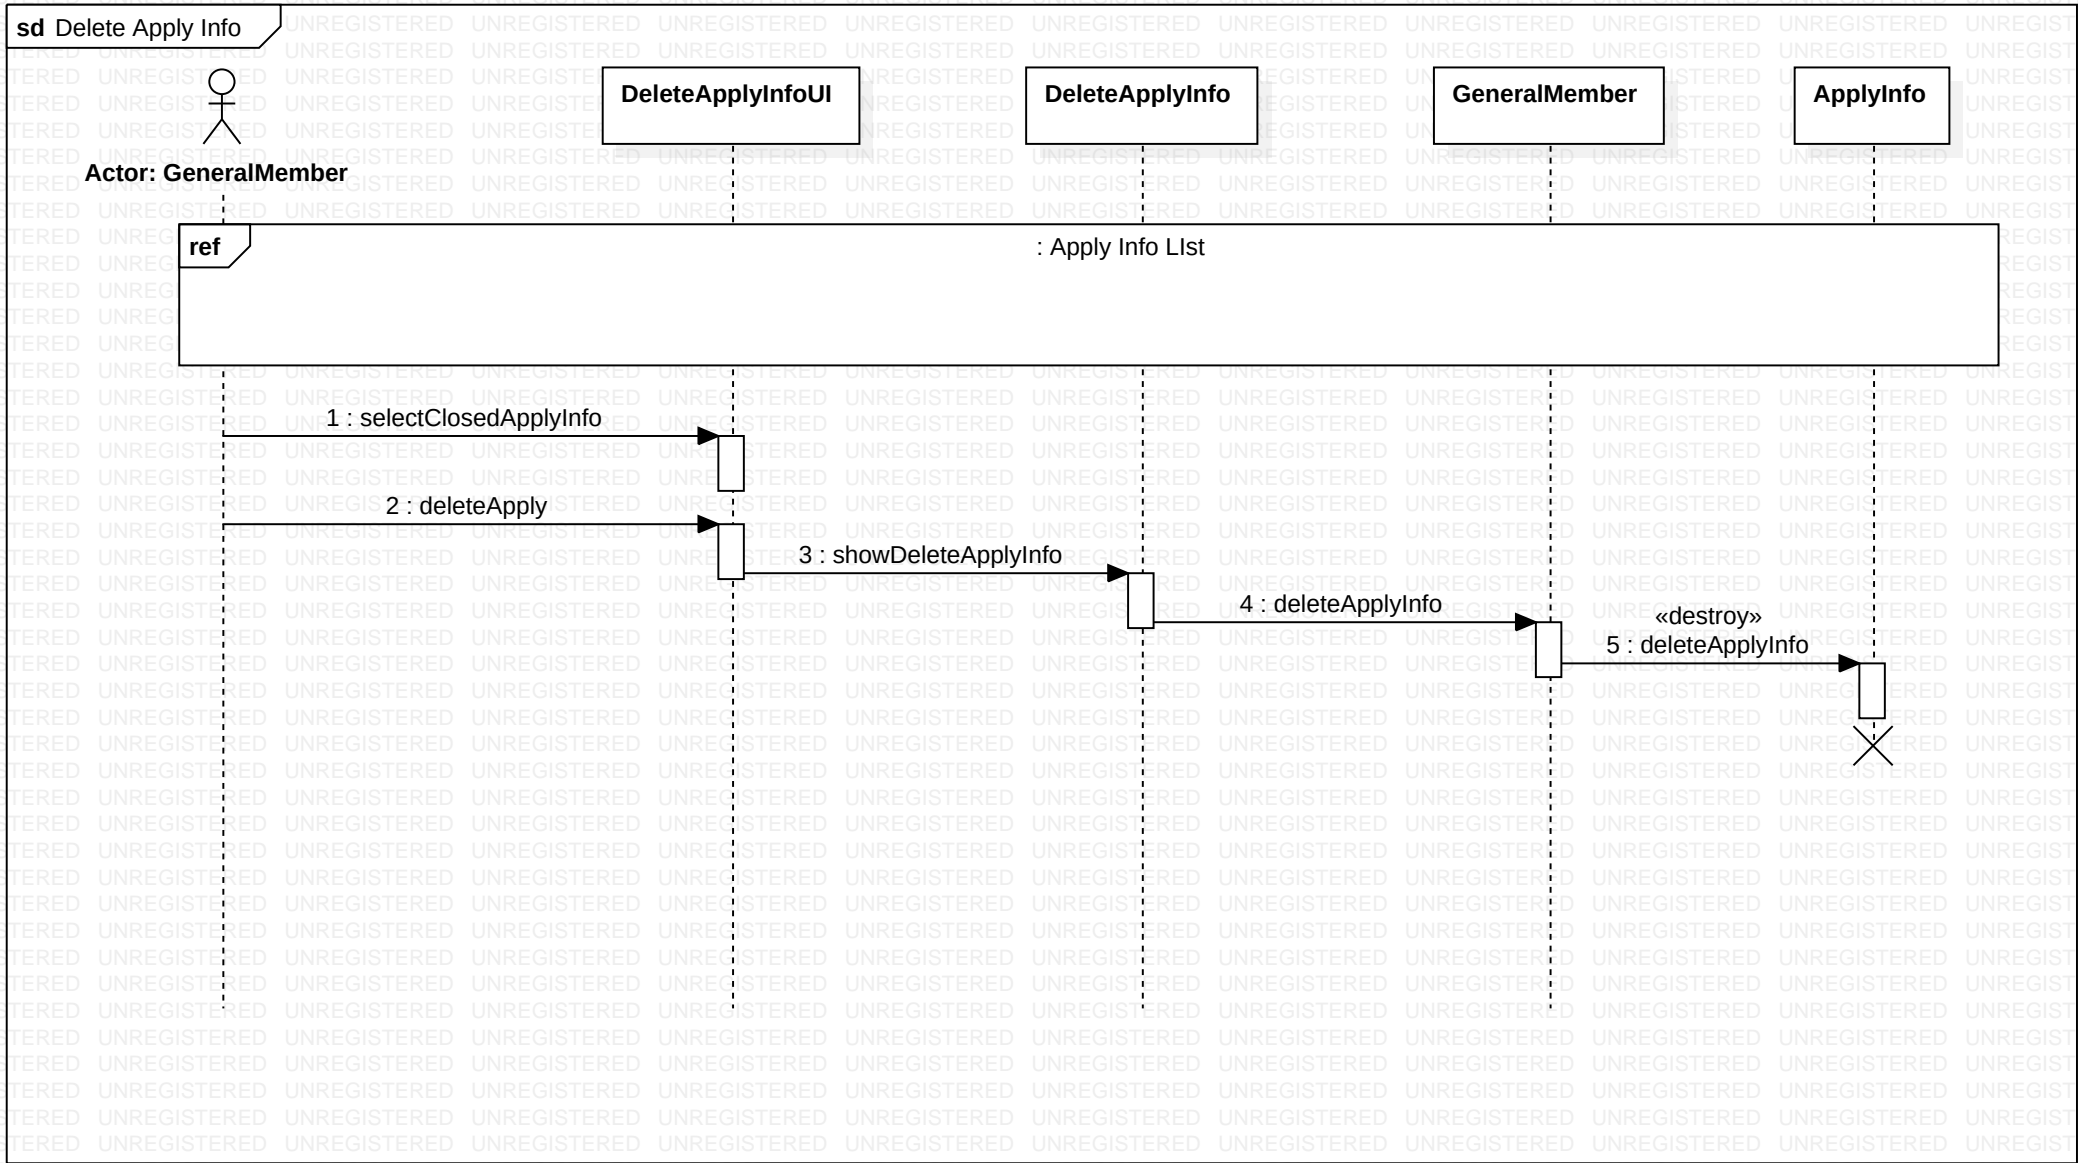 sd Delete Apply Info
DeleteApplyInfoUI
DeleteApplyInfo
GeneralMember
ApplyInfo
Actor: GeneralMember
ref
: Apply Info LIst
1 : selectClosedApplyInfo
2 : deleteApply
3 : showDeleteApplyInfo
4 : deleteApplyInfo
«destroy»
5 : deleteApplyInfo
UNREGISTERED